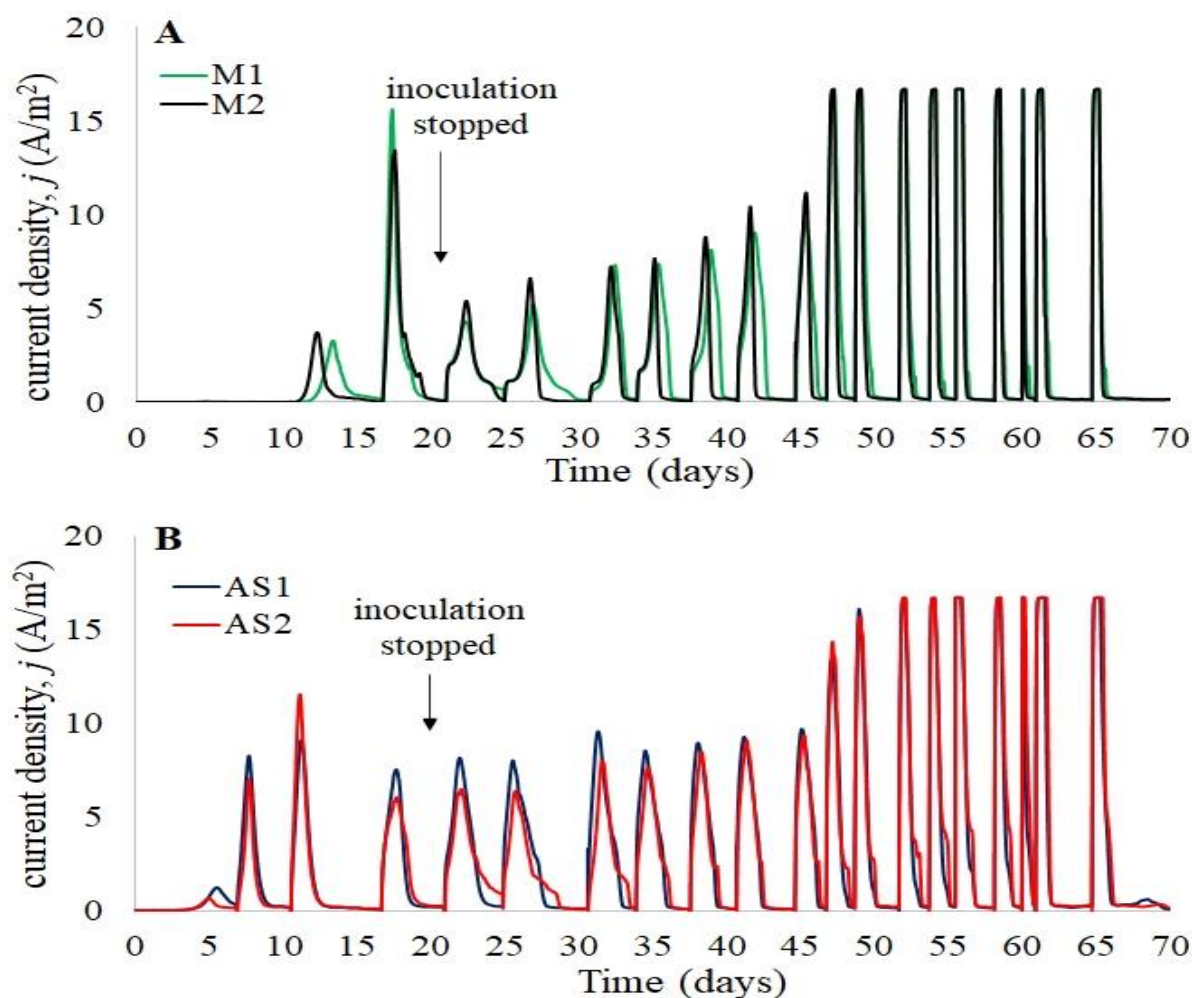 A
M1
M2
inoculation
stopped
current density, j (A/m²)
20
15
10
5
0
0 5 10 15 20 25 30 35 40 45 50 55 60 65 70
Time (days)
B
AS1
AS2
inoculation
stopped
current density, j (A/m²)
20
15
10
5
0
0 5 10 15 20 25 30 35 40 45 50 55 60 65 70
Time (days)